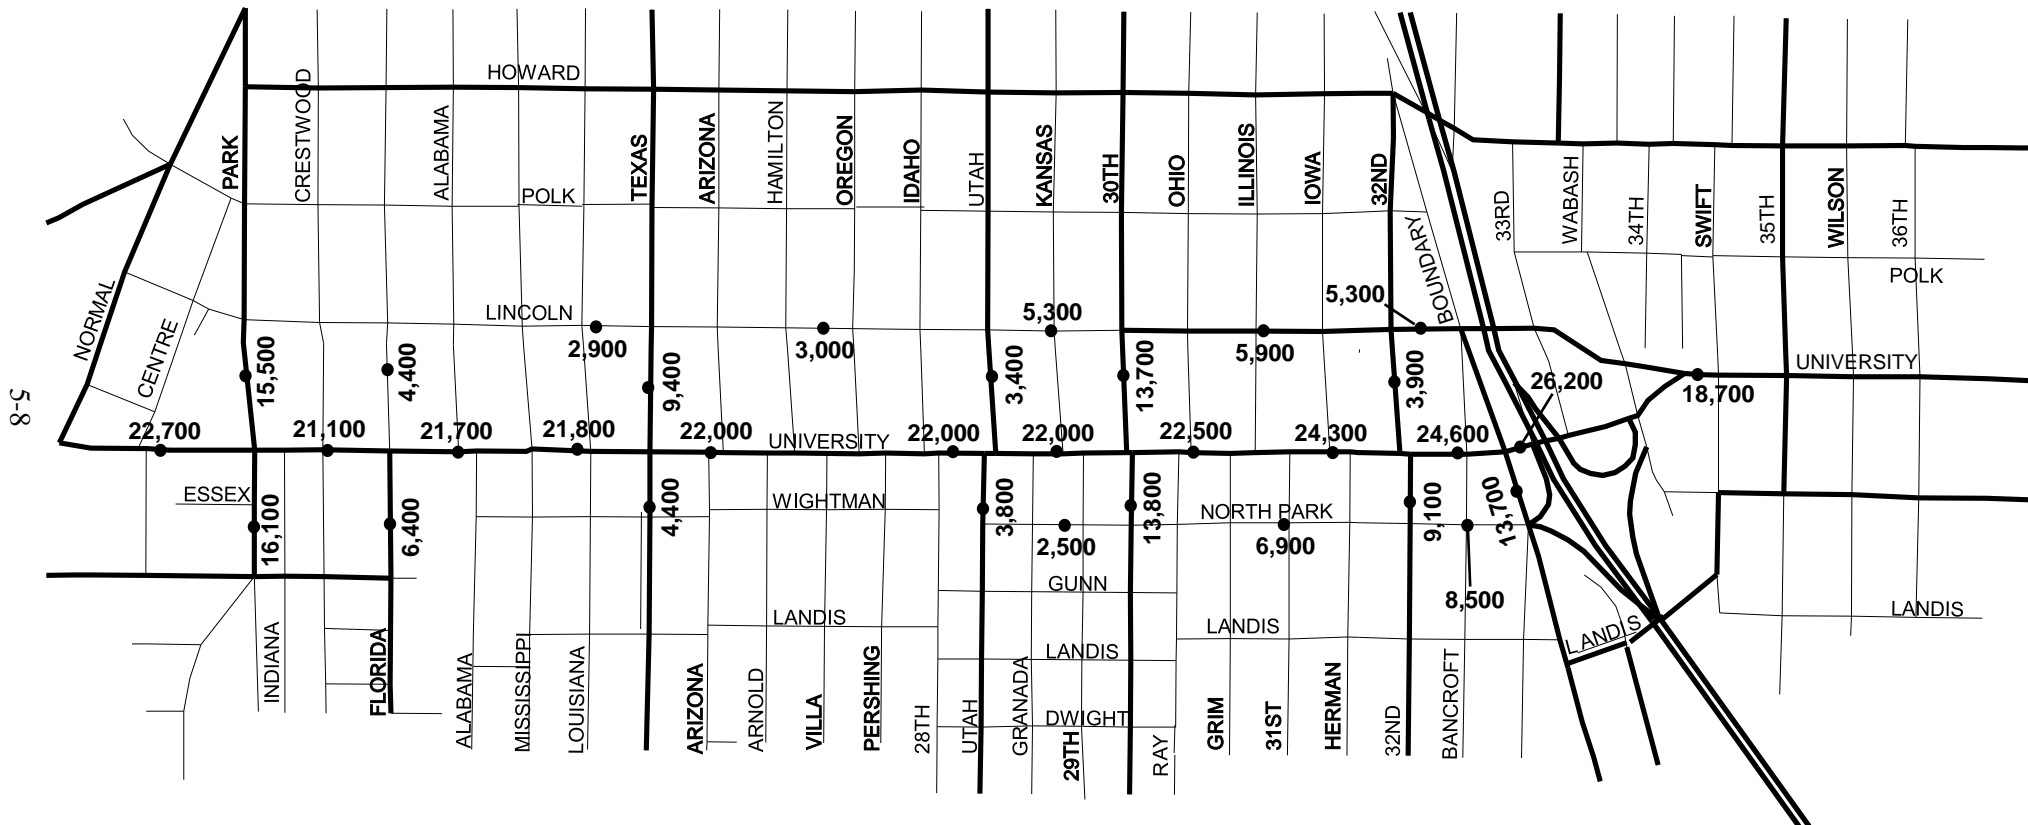 HOWARD
PARK
CRESTWOOD
ALABAMA
TEXAS
ARIZONA
HAMILTON
OREGON
IDAHO
UTAH
KANSAS
30TH
OHIO
ILLINOIS
IOWA
32ND
BOUNDARY
33RD
WABASH
34TH
SWIFT
35TH
WILSON
36TH
POLK
POLK
NORMAL
CENTRE
LINCOLN
2,900
3,000
5,300
5,900
5,300
UNIVERSITY
18,700
26,200
15,500
4,400
9,400
3,400
13,700
3,900
5-8
22,700
21,100
21,700
21,800
22,000
UNIVERSITY
22,000
22,000
22,500
24,300
24,600
ESSEX
16,100
6,400
4,400
WIGHTMAN
3,800
2,500
13,800
NORTH PARK
6,900
9,100
8,500
13,700
GUNN
LANDIS
LANDIS
LANDIS
LANDIS
LANDIS
DWIGHT
INDIANA
FLORIDA
ALABAMA
MISSISSIPPI
LOUISIANA
ARIZONA
ARNOLD
VILLA
PERSHING
28TH
UTAH
GRANADA
29TH
RAY
GRIM
31ST
HERMAN
32ND
BANCROFT